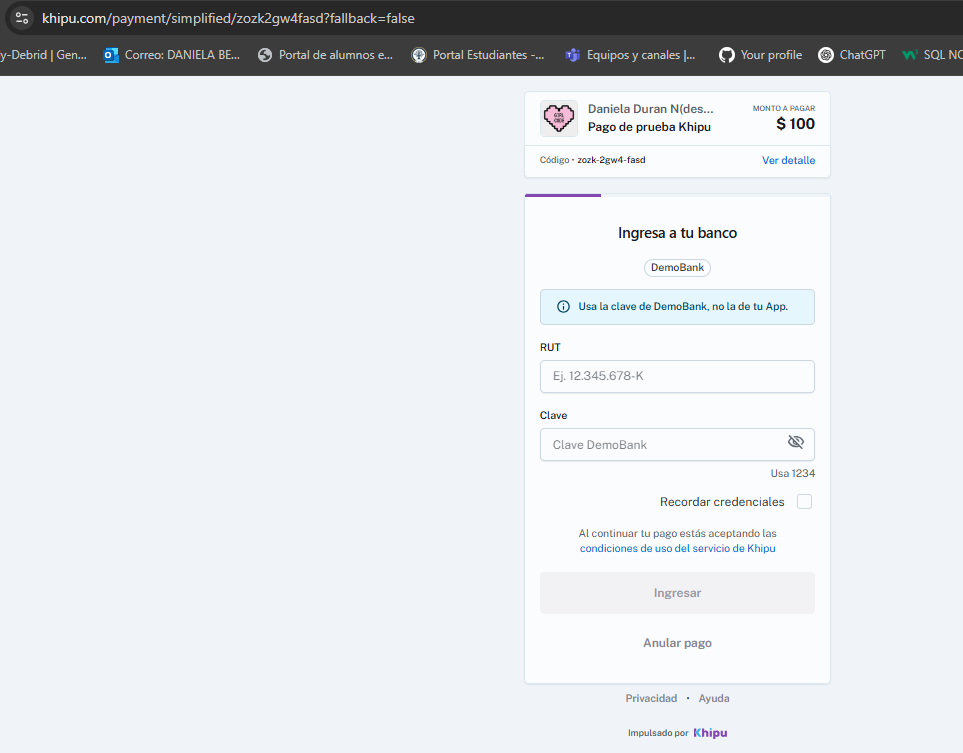 khipu.com/payment/simplified/zozk2gw4fasd?fallback=false
y-Debrid | Gen... Correo: DANIELA BE... Portal de alumnos e... Portal Estudiantes -... Equipos y canales |... Your profile ChatGPT SQL NO
GIRL
CODE
Daniela Duran N(des...
Pago de prueba Khipu
MONTO A PAGAR
$ 100
Código · zozk-2gw4-fasd Ver detalle
Ingresa a tu banco
DemoBank
Usa la clave de DemoBank, no la de tu App.
RUT
Ej. 12.345.678-K
Clave
Clave DemoBank
Usa 1234
Recordar credenciales
Al continuar tu pago estás aceptando las
condiciones de uso del servicio de Khipu
Ingresar
Anular pago
Privacidad · Ayuda
Impulsado por Khipu